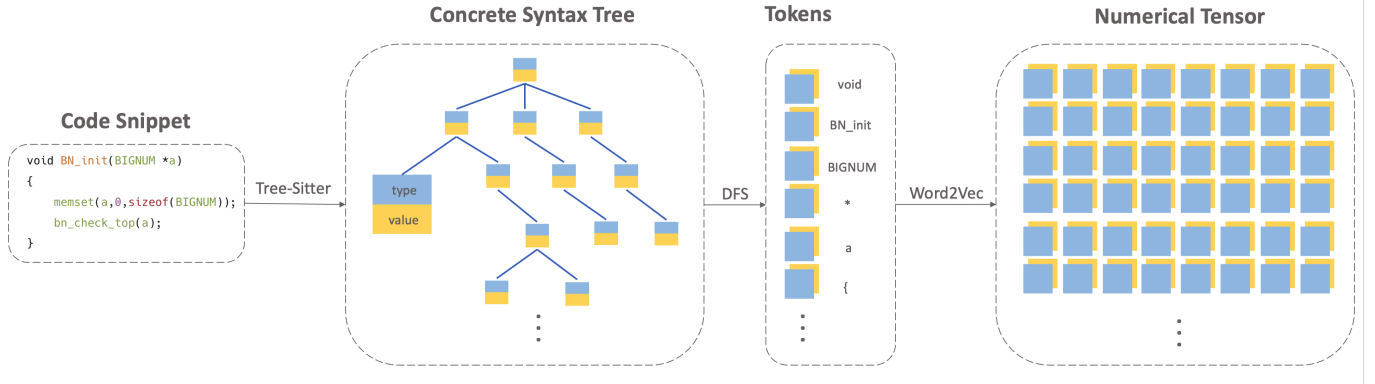 Concrete Syntax Tree
Tokens
Numerical Tensor
Code Snippet
void BN_init(BIGNUM *a)
{
memset(a,0,sizeof(BIGNUM));
bn_check_top(a);
}
Tree-Sitter
type
value
DFS
void
BN_init
BIGNUM
*
a
{
Word2Vec